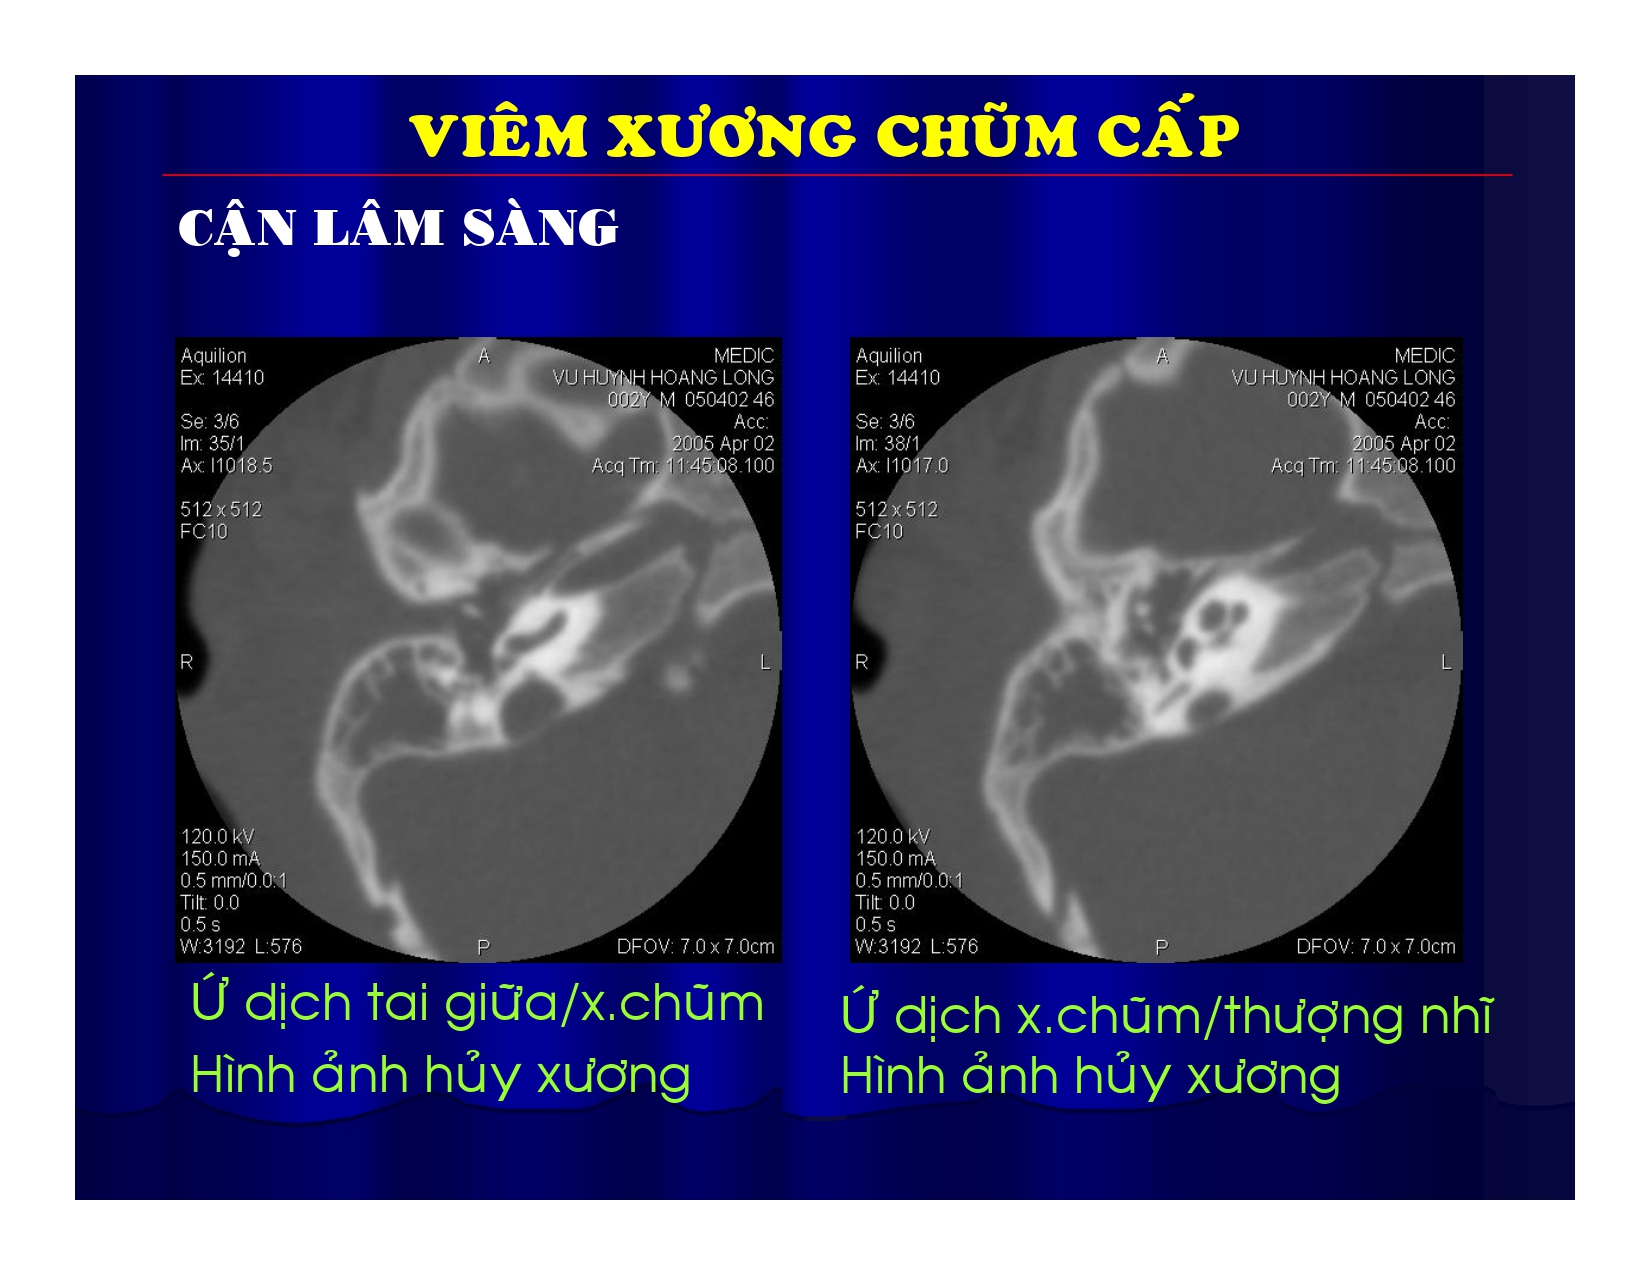 VIÊM XƯƠNG CHŨM CẤP
CẬN LÂM SÀNG
Aquilion
Ex: 14410
Se: 3/6
Im: 35/1
Ax: I1018.5
512 x 512
FC10
A
MEDIC
VU HUYNH HOANG LONG
002Y M 050402 46
Acc:
2005 Apr 02
Acq Tm: 11:45:08.100
R
L
120.0 kV
150.0 mA
0.5 mm/0.0:1
Tilt: 0.0
0.5 s
W:3192 L:576
P
DFOV: 7.0 x 7.0cm
Ứ dịch tai giữa/x.chũm
Hình ảnh hủy xương
Aquilion
Ex: 14410
Se: 3/6
Im: 38/1
Ax: I1017.0
512 x 512
FC10
A
MEDIC
VU HUYNH HOANG LONG
002Y M 050402 46
Acc:
2005 Apr 02
Acq Tm: 11:45:08.100
R
L
120.0 kV
150.0 mA
0.5 mm/0.0:1
Tilt: 0.0
0.5 s
W:3192 L:576
P
DFOV: 7.0 x 7.0cm
Ứ dịch x.chũm/thượng nhĩ
Hình ảnh hủy xương